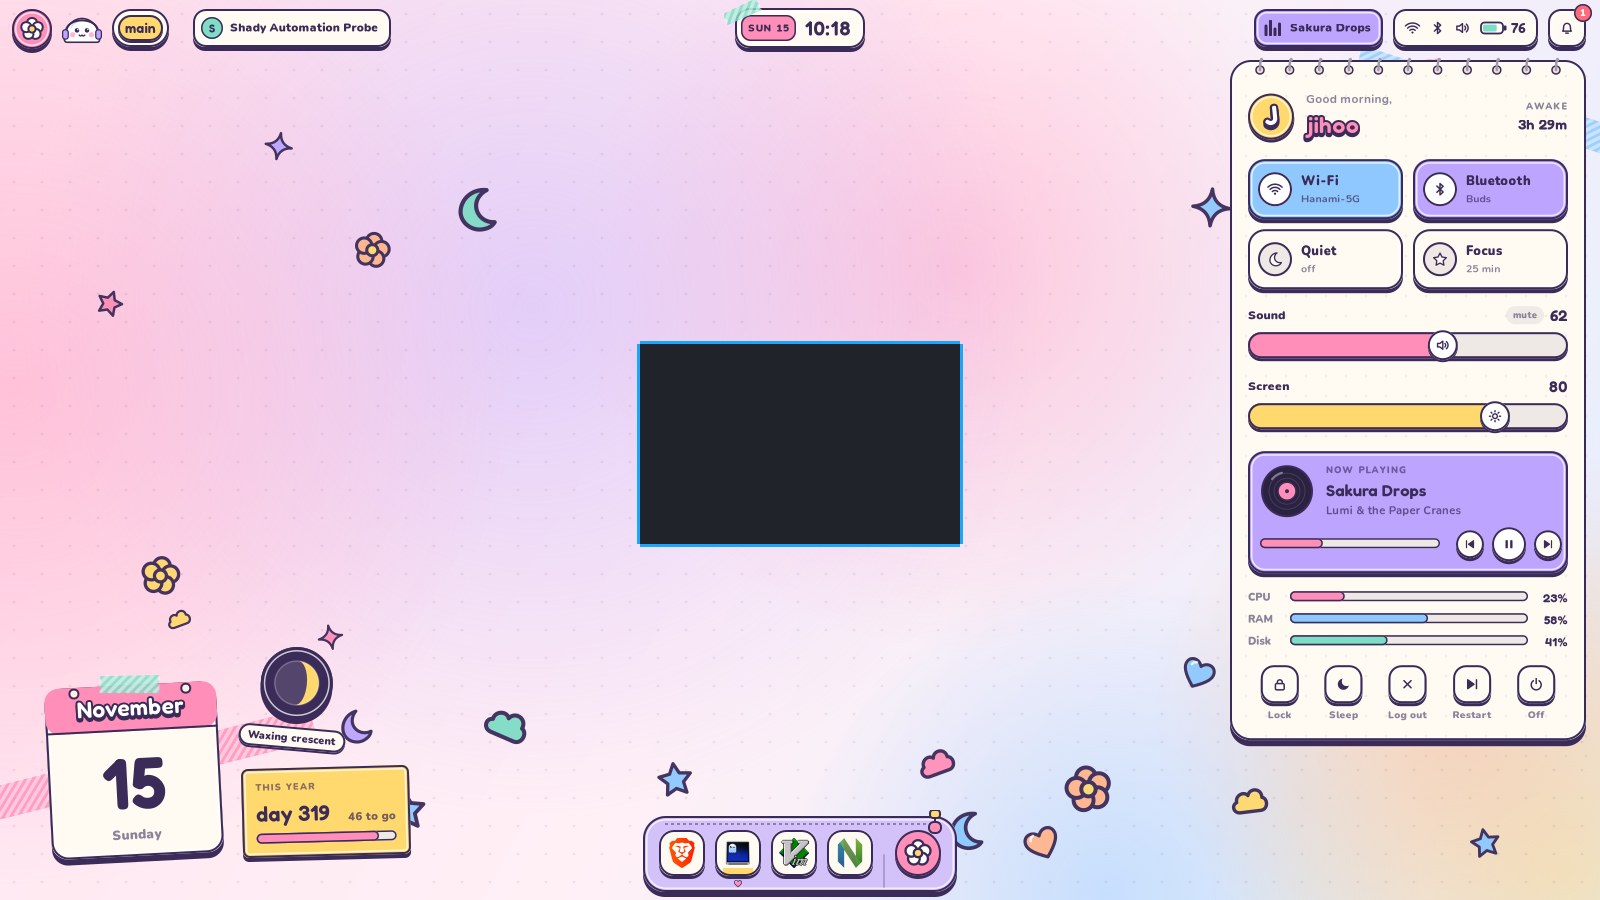 main
S
Shady Automation Probe
SUN 15
10:18
Sakura Drops
76
1
Good morning,
J
jihoo
AWAKE
3h 29m
Wi-Fi
Hanami-5G
Bluetooth
Buds
Quiet
off
Focus
25 min
Sound
mute
62
Screen
80
NOW PLAYING
Sakura Drops
Lumi & the Paper Cranes
CPU
23%
RAM
58%
Disk
41%
Lock
Sleep
Log out
Restart
Off
November
15
Sunday
Waxing crescent
THIS YEAR
day 319
46 to go
Vim